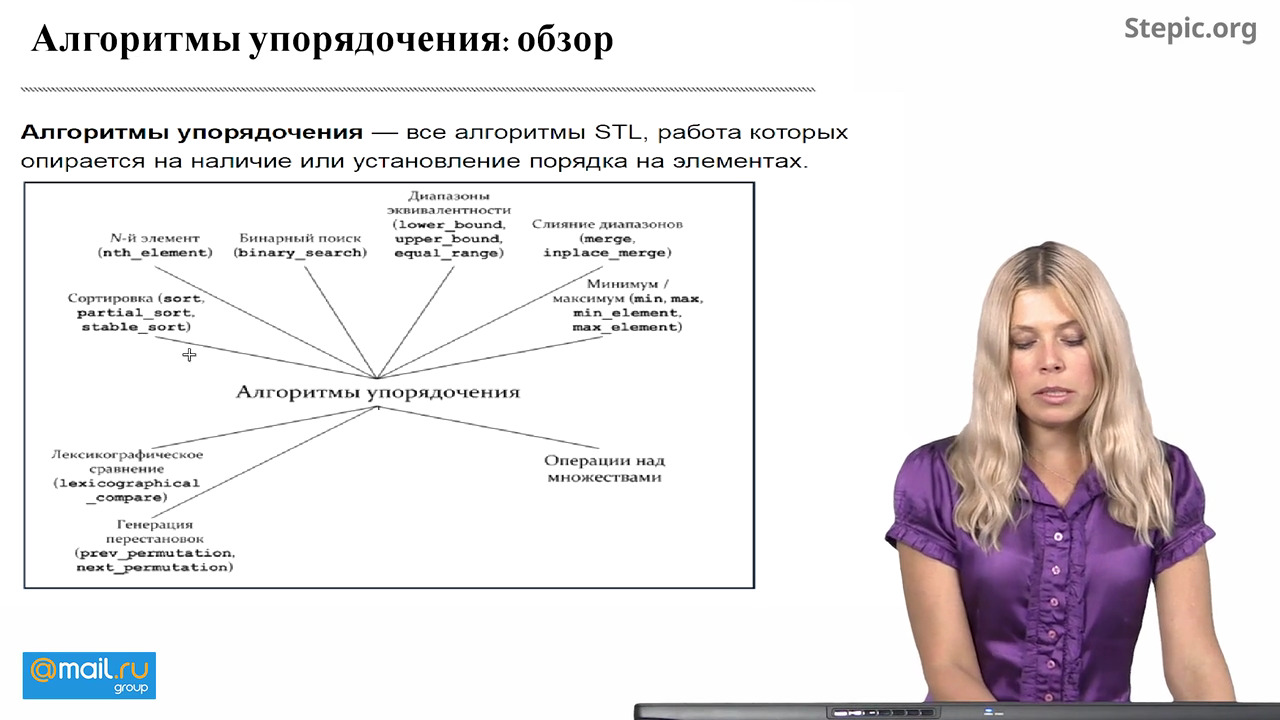 Алгоритмы упорядочения: обзор
Stepic.org
Алгоритмы упорядочения — все алгоритмы STL, работа которых
опирается на наличие или установление порядка на элементах.
Диапазоны
эквивалентности
(lower_bound,
upper_bound,
equal_range)
N-й элемент
(nth_element)
Бинарный поиск
(binary_search)
Слияние диапазонов
(merge,
inplace_merge)
Сортировка (sort,
partial_sort,
stable_sort)
Минимум /
максимум (min, max,
min_element,
max_element)
Алгоритмы упорядочения
Лексикографическое
сравнение
(lexicographical
_compare)
Операции над
множествами
Генерация
перестановок
(prev_permutation,
next_permutation)
@mail.ru
group